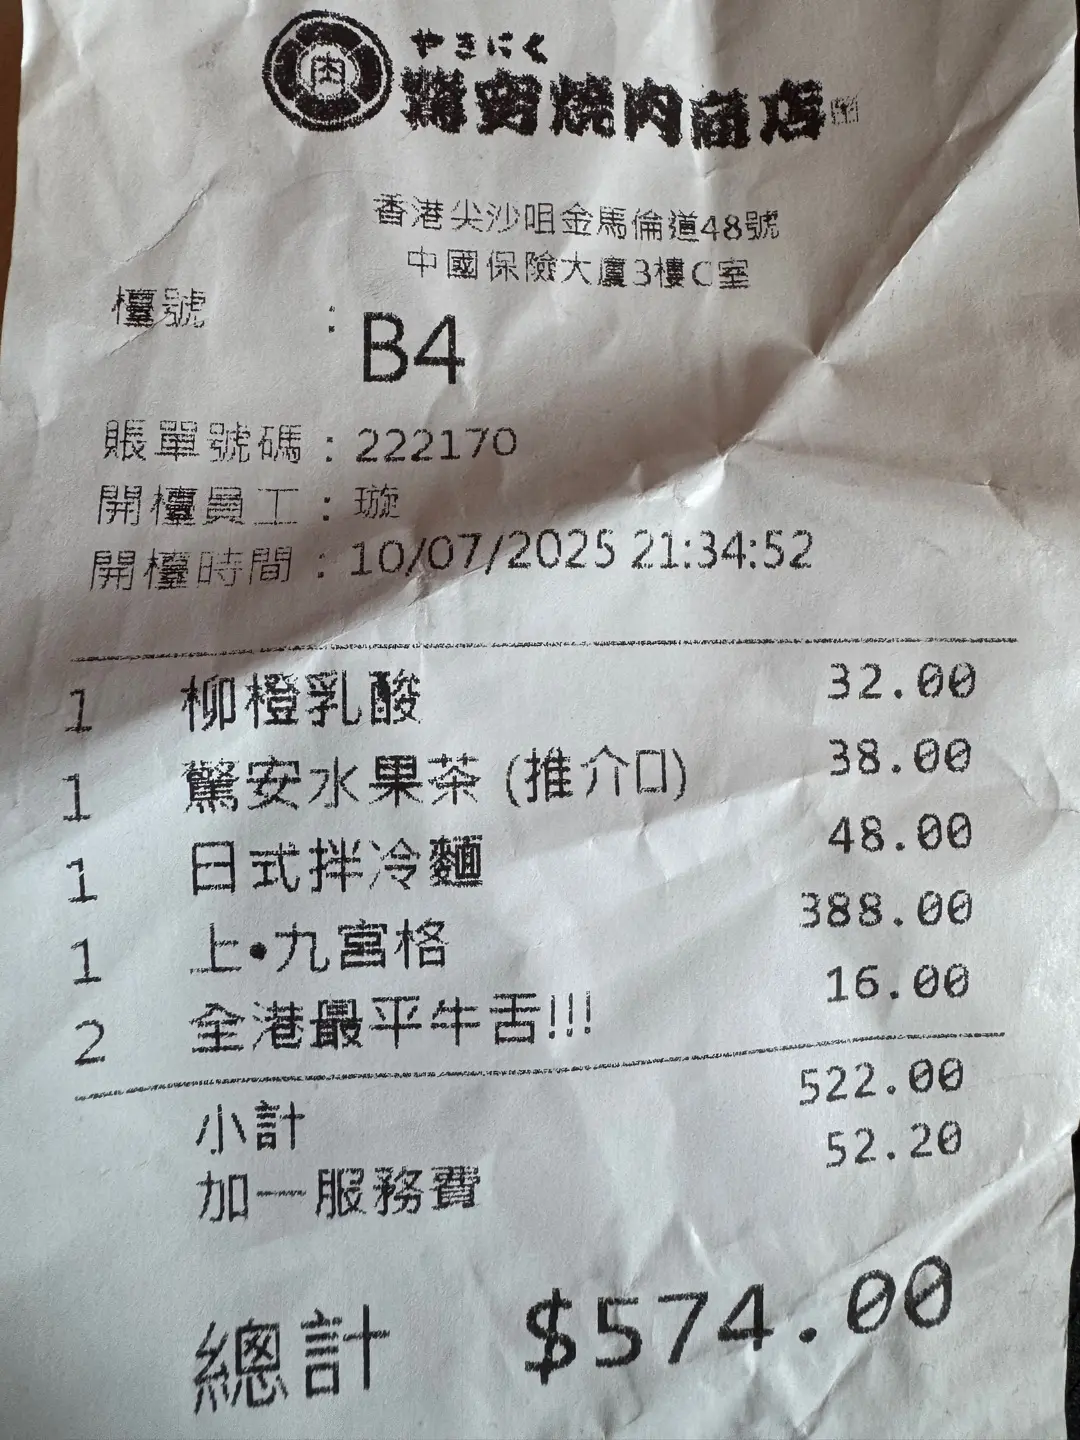 肉
やきにく
驚安燒肉商店
香港尖沙咀金馬倫道48號
中國保險大廈3樓C室
檯號 : B4
賬單號碼 : 222170
開檯員工 : 璇
開檯時間 : 10/07/2025 21:34:52
1 柳橙乳酸 32.00
1 驚安水果茶 (推介口) 38.00
1 日式拌冷麵 48.00
1 上•九宮格 388.00
2 全港最平牛舌!!! 16.00
小計 522.00
加一服務費 52.20
總計 $574.00